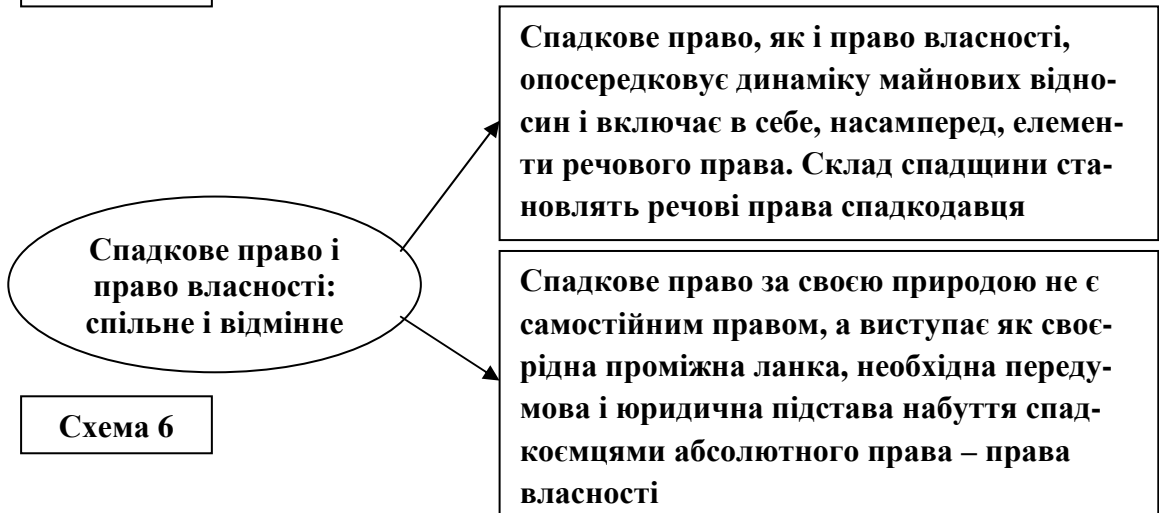 Спадкове право, як і право власності,
опосередковує динаміку майнових відно-
син і включає в себе, насамперед, елемен-
ти речового права. Склад спадщини ста-
новлять речові права спадкодавця
Спадкове право і
право власності:
спільне і відмінне
Спадкове право за своєю природою не є
самостійним правом, а виступає як своє-
рідна проміжна ланка, необхідна переду-
мова і юридична підстава набуття спад-
коємцями абсолютного права – права
власності
Схема 6